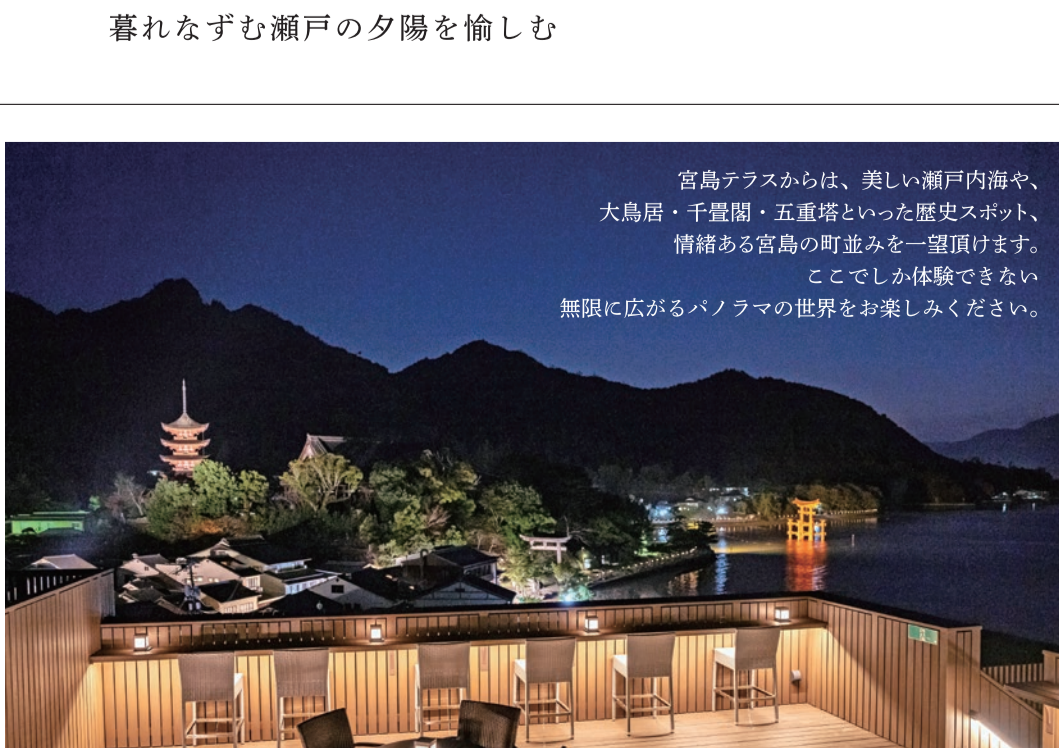 暮れなずむ瀬戸の夕陽を愉しむ
宮島テラスからは、美しい瀬戸内海や、
大鳥居・千畳閣・五重塔といった歴史スポット、
情緒ある宮島の町並みを一望頂けます。
ここでしか体験できない
無限に広がるパノラマの世界をお楽しみください。